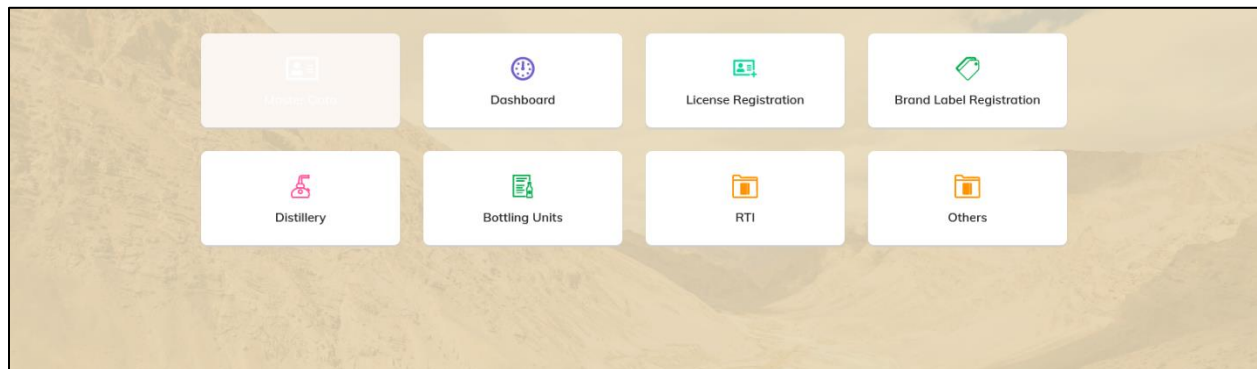 Dashboard
License Registration
Brand Label Registration
Distillery
Bottling Units
RTI
Others